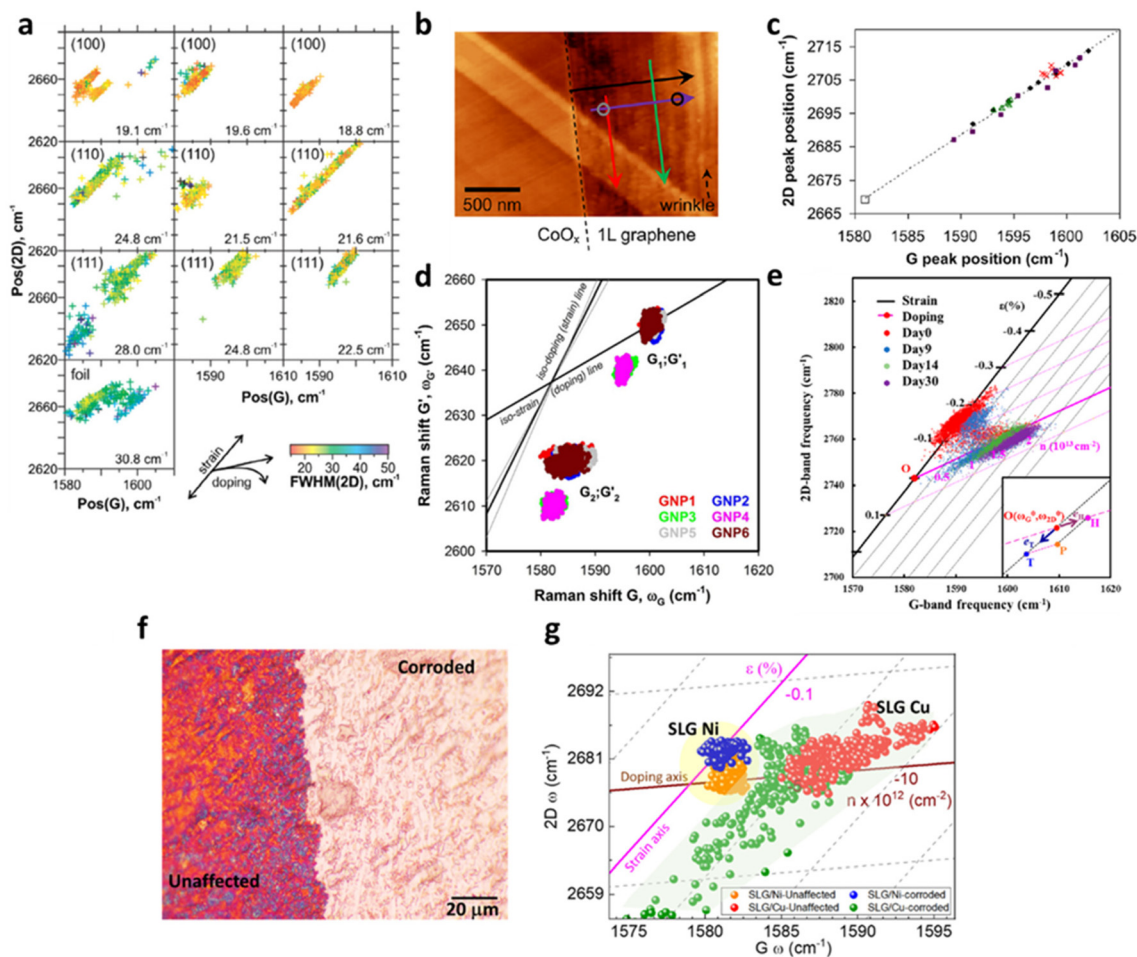 a
(100)
(100)
(100)
2660
19.1 cm⁻¹
19.6 cm⁻¹
18.8 cm⁻¹
2620
(110)
(110)
(110)
2660
24.8 cm⁻¹
21.5 cm⁻¹
21.6 cm⁻¹
2620
(111)
(111)
(111)
2660
28.0 cm⁻¹
24.8 cm⁻¹
22.5 cm⁻¹
2620
foil
2660
30.8 cm⁻¹
2620
1580
1600
1590
1610
Pos(G), cm⁻¹
Pos(G), cm⁻¹
Pos(2D), cm⁻¹
strain
doping
20 30 40 50
FWHM(2D), cm⁻¹
b
500 nm
wrinkle
CoOₓ
1L graphene
c
2D peak position (cm⁻¹)
2715
2705
2695
2685
2675
2665
1580 1585 1590 1595 1600 1605
G peak position (cm⁻¹)
d
Raman shift G', ω_G' (cm⁻¹)
2660
2650
2640
2630
2620
2610
2600
iso-doping (strain) line
iso-strain (doping) line
G₁;G'₁
G₂;G'₂
GNP1
GNP2
GNP3
GNP4
GNP5
GNP6
1570 1580 1590 1600 1610 1620
Raman shift G, ω_G (cm⁻¹)
e
2D-band frequency (cm⁻¹)
2820
2800
2780
2760
2740
2720
2700
Strain
Doping
Day0
Day9
Day14
Day30
ε(%)
-0.5
-0.4
-0.3
-0.2
-0.1
0.1
O
0.5
n (10¹³cm⁻²)
O(ω_G⁰,ω_2D⁰)
H
P
T
1570 1580 1590 1600 1610 1620
G-band frequency (cm⁻¹)
f
Corroded
Unaffected
20 μm
g
2D ω (cm⁻¹)
2692
2681
2670
2659
ε (%)
-0.1
SLG Ni
SLG Cu
Doping axis
-10
n x 10¹² (cm⁻²)
Strain axis
SLG/Ni-Unaffected
SLG/Ni-corroded
SLG/Cu-Unaffected
SLG/Cu-corroded
1575 1580 1585 1590 1595
G ω (cm⁻¹)